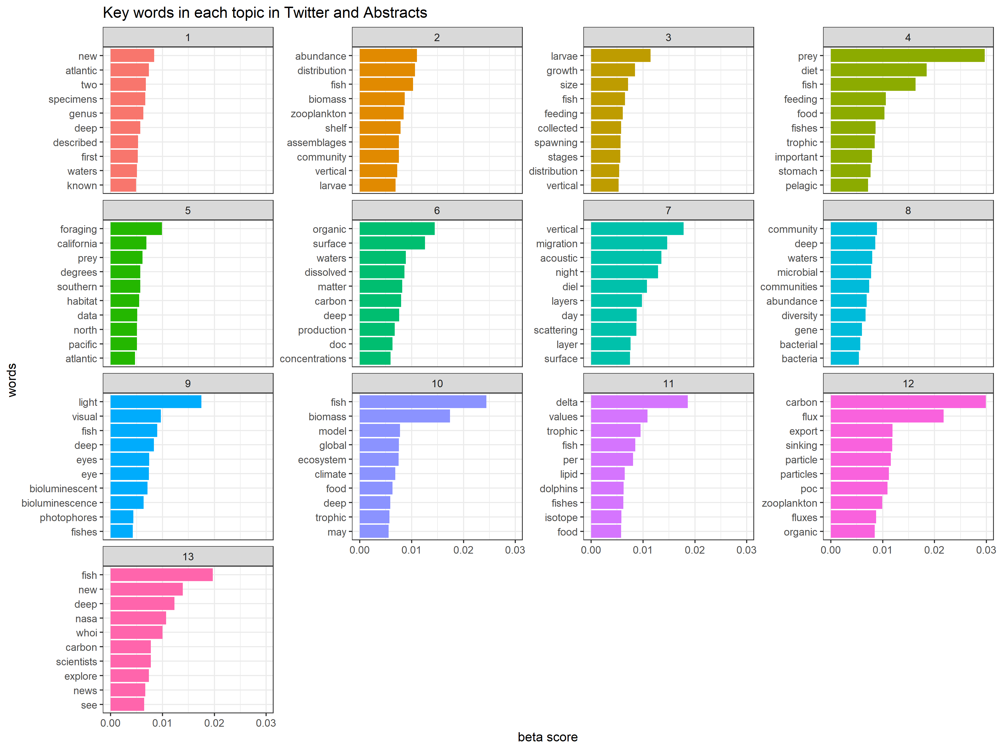 Key words in each topic in Twitter and Abstracts
1
new
atlantic
two
specimens
genus
deep
described
first
waters
known
2
abundance
distribution
fish
biomass
zooplankton
shelf
assemblages
community
vertical
larvae
3
larvae
growth
size
fish
feeding
collected
spawning
stages
distribution
vertical
4
prey
diet
fish
feeding
food
fishes
trophic
important
stomach
pelagic
5
foraging
california
prey
degrees
southern
habitat
data
north
pacific
atlantic
6
organic
surface
waters
dissolved
matter
carbon
deep
production
doc
concentrations
7
vertical
migration
acoustic
night
diel
layers
day
scattering
layer
surface
8
community
deep
waters
microbial
communities
abundance
diversity
gene
bacterial
bacteria
9
light
visual
fish
deep
eyes
eye
bioluminescent
bioluminescence
photophores
fishes
10
fish
biomass
model
global
ecosystem
climate
food
deep
trophic
may
0.00 0.01 0.02 0.03
11
delta
values
trophic
fish
per
lipid
dolphins
fishes
isotope
food
0.00 0.01 0.02 0.03
12
carbon
flux
export
sinking
particle
particles
poc
zooplankton
fluxes
organic
0.00 0.01 0.02 0.03
13
fish
new
deep
nasa
whoi
carbon
scientists
explore
news
see
0.00 0.01 0.02 0.03
words
beta score